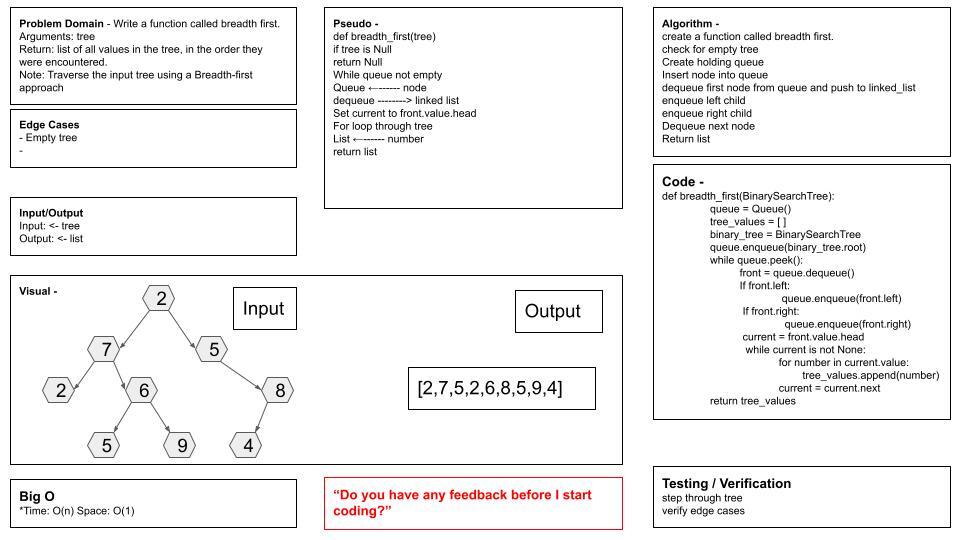 Problem Domain - Write a function called breadth first.
Arguments: tree
Return: list of all values in the tree, in the order they
were encountered.
Note: Traverse the input tree using a Breadth-first
approach
Edge Cases
- Empty tree
-
Input/Output
Input: <- tree
Output: <- list
Pseudo -
def breadth_first(tree)
if tree is Null
return Null
While queue not empty
Queue <------- node
dequeue --------> linked list
Set current to front.value.head
For loop through tree
List <------- number
return list
Algorithm -
create a function called breadth first.
check for empty tree
Create holding queue
Insert node into queue
dequeue first node from queue and push to linked_list
enqueue left child
enqueue right child
Dequeue next node
Return list
Code -
def breadth_first(BinarySearchTree):
queue = Queue()
tree_values = [ ]
binary_tree = BinarySearchTree
queue.enqueue(binary_tree.root)
while queue.peek():
front = queue.dequeue()
If front.left:
queue.enqueue(front.left)
If front.right:
queue.enqueue(front.right)
current = front.value.head
while current is not None:
for number in current.value:
tree_values.append(number)
current = current.next
return tree_values
Visual -
2
Input
Output
7
5
2
6
8
[2,7,5,2,6,8,5,9,4]
5
9
4
Big O
*Time: O(n) Space: O(1)
“Do you have any feedback before I start
coding?”
Testing / Verification
step through tree
verify edge cases